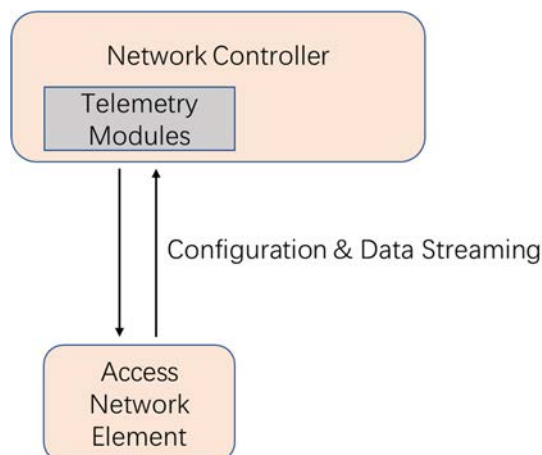 Network Controller
Telemetry
Modules
Configuration & Data Streaming
Access
Network
Element